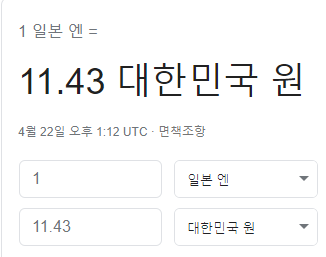 1 일본 엔 =
11.43 대한민국 원
4월 22일 오후 1:12 UTC · 면책조항
1 일본 엔
11.43 대한민국 원